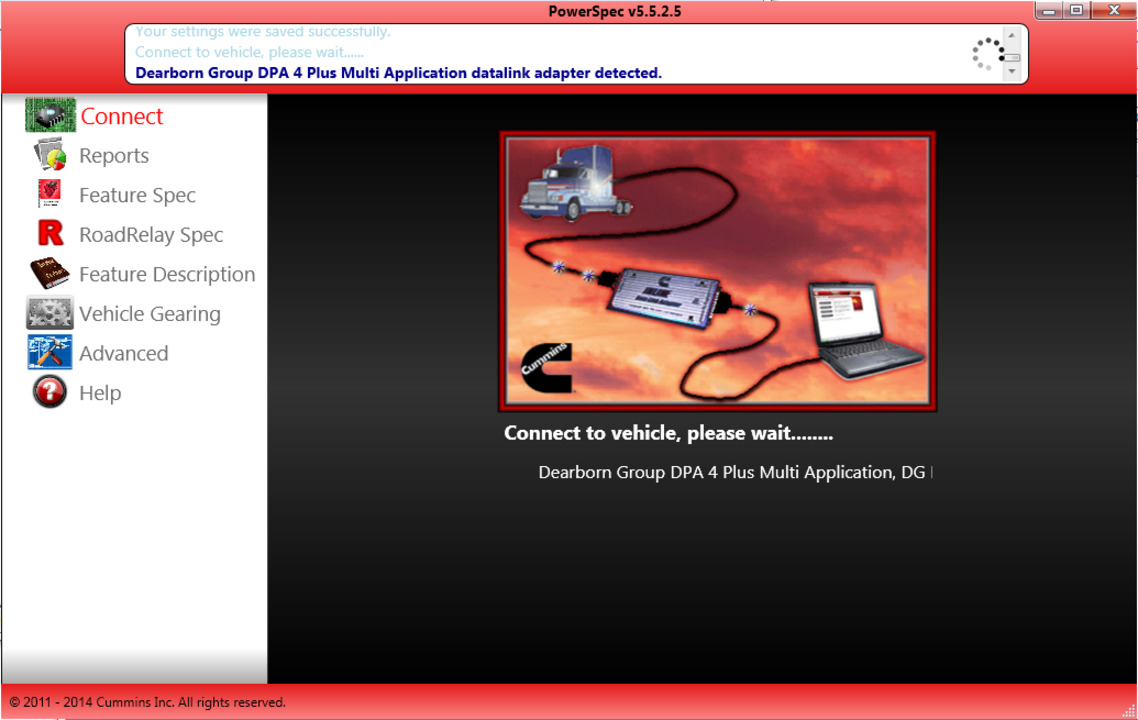 PowerSpec v5.5.2.5
Your settings were saved successfully.
Connect to vehicle, please wait......
Dearborn Group DPA 4 Plus Multi Application datalink adapter detected.
Connect
Reports
Feature Spec
RoadRelay Spec
Feature Description
Vehicle Gearing
Advanced
Help
Cummins
Connect to vehicle, please wait........
Dearborn Group DPA 4 Plus Multi Application, DG
© 2011 - 2014 Cummins Inc. All rights reserved.